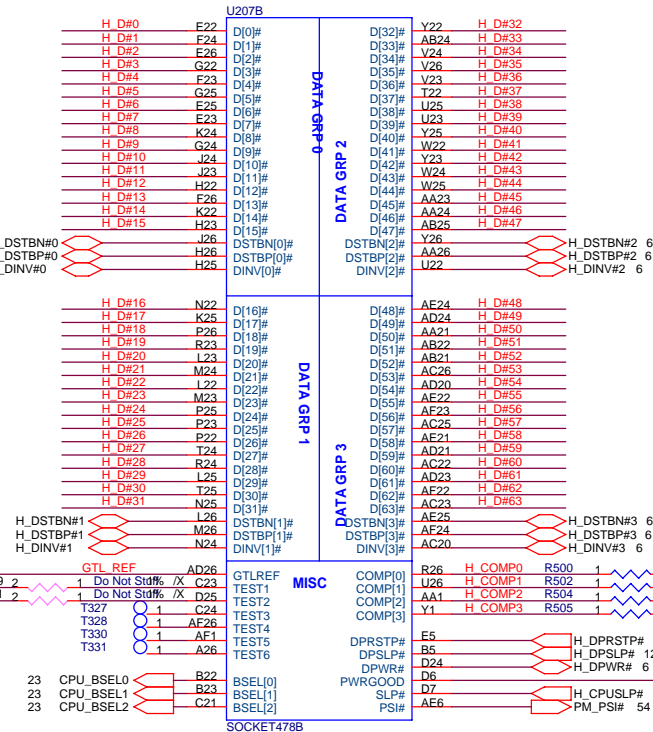 U207B
H_D#0 E22 D[0]# D[32]# Y22 H_D#32
H_D#1 F24 D[1]# D[33]# AB24 H_D#33
H_D#2 E26 D[2]# D[34]# V24 H_D#34
H_D#3 G22 D[3]# D[35]# V26 H_D#35
H_D#4 F23 D[4]# D[36]# V23 H_D#36
H_D#5 G25 D[5]# D[37]# T22 H_D#37
H_D#6 E25 D[6]# D[38]# U25 H_D#38
H_D#7 E23 D[7]# D[39]# U23 H_D#39
H_D#8 K24 D[8]# D[40]# Y25 H_D#40
H_D#9 G24 D[9]# D[41]# W22 H_D#41
H_D#10 J24 D[10]# D[42]# Y23 H_D#42
H_D#11 J23 D[11]# D[43]# W24 H_D#43
H_D#12 H22 D[12]# D[44]# W25 H_D#44
H_D#13 F26 D[13]# D[45]# AA23 H_D#45
H_D#14 K22 D[14]# D[46]# AA24 H_D#46
H_D#15 H23 D[15]# D[47]# AB25 H_D#47
_DSTBN#0 J26 DSTBN[0]# DSTBN[2]# Y26 H_DSTBN#2 6
_DSTBP#0 H26 DSTBP[0]# DSTBP[2]# AA26 H_DSTBP#2 6
_DINV#0 H25 DINV[0]# DINV[2]# U22 H_DINV#2 6
DATA GRP 0
DATA GRP 2
H_D#16 N22 D[16]# D[48]# AE24 H_D#48
H_D#17 K25 D[17]# D[49]# AD24 H_D#49
H_D#18 P26 D[18]# D[50]# AA21 H_D#50
H_D#19 R23 D[19]# D[51]# AB22 H_D#51
H_D#20 L23 D[20]# D[52]# AB21 H_D#52
H_D#21 M24 D[21]# D[53]# AC26 H_D#53
H_D#22 L22 D[22]# D[54]# AD20 H_D#54
H_D#23 M23 D[23]# D[55]# AE22 H_D#55
H_D#24 P25 D[24]# D[56]# AF23 H_D#56
H_D#25 P23 D[25]# D[57]# AC25 H_D#57
H_D#26 P22 D[26]# D[58]# AE21 H_D#58
H_D#27 T24 D[27]# D[59]# AD21 H_D#59
H_D#28 R24 D[28]# D[60]# AC22 H_D#60
H_D#29 L25 D[29]# D[61]# AD23 H_D#61
H_D#30 T25 D[30]# D[62]# AF22 H_D#62
H_D#31 N25 D[31]# D[63]# AC23 H_D#63
H_DSTBN#1 L26 DSTBN[1]# DSTBN[3]# AE25 H_DSTBN#3 6
H_DSTBP#1 M26 DSTBP[1]# DSTBP[3]# AF24 H_DSTBP#3 6
H_DINV#1 N24 DINV[1]# DINV[3]# AC20 H_DINV#3 6
DATA GRP 1
DATA GRP 3
GTL_REF AD26 GTLREF MISC COMP[0] R26 H_COMP0 R500 1
2 1 Do Not Stuff /X C23 TEST1 COMP[1] U26 H_COMP1 R502 1
2 1 Do Not Stuff /X D25 TEST2 COMP[2] AA1 H_COMP2 R504 1
T327 1 C24 TEST3 COMP[3] Y1 H_COMP3 R505 1
T328 1 AF26 TEST4
T330 1 AF1 TEST5 DPRSTP# E5 H_DPRSTP#
T331 1 A26 TEST6 DPSLP# B5 H_DPSLP# 12
DPWR# D24 H_DPWR# 6
23 CPU_BSEL0 B22 BSEL[0] PWRGOOD D6
23 CPU_BSEL1 B23 BSEL[1] SLP# D7 H_CPUSLP#
23 CPU_BSEL2 C21 BSEL[2] PSI# AE6 PM_PSI# 54
SOCKET478B